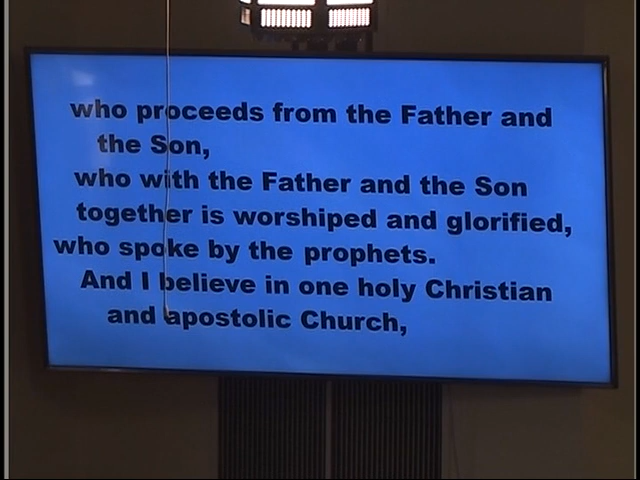 who proceeds from the Father and
the Son,
who with the Father and the Son
together is worshiped and glorified,
who spoke by the prophets.
And I believe in one holy Christian
and apostolic Church,